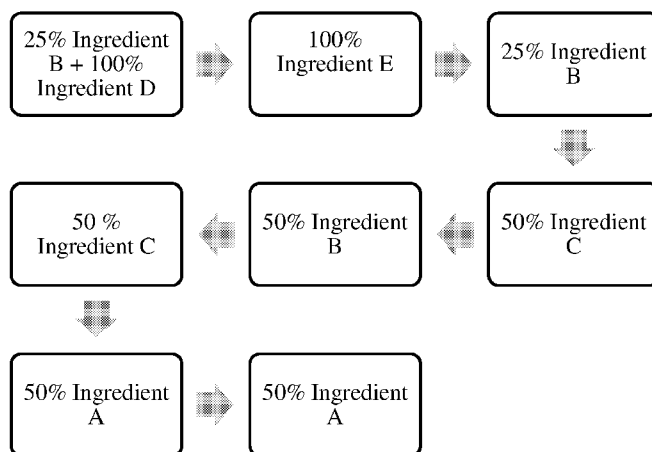 25% Ingredient
B + 100%
Ingredient D
100%
Ingredient E
25% Ingredient
B
50% Ingredient
C
50% Ingredient
B
50 %
Ingredient C
50% Ingredient
A
50% Ingredient
A